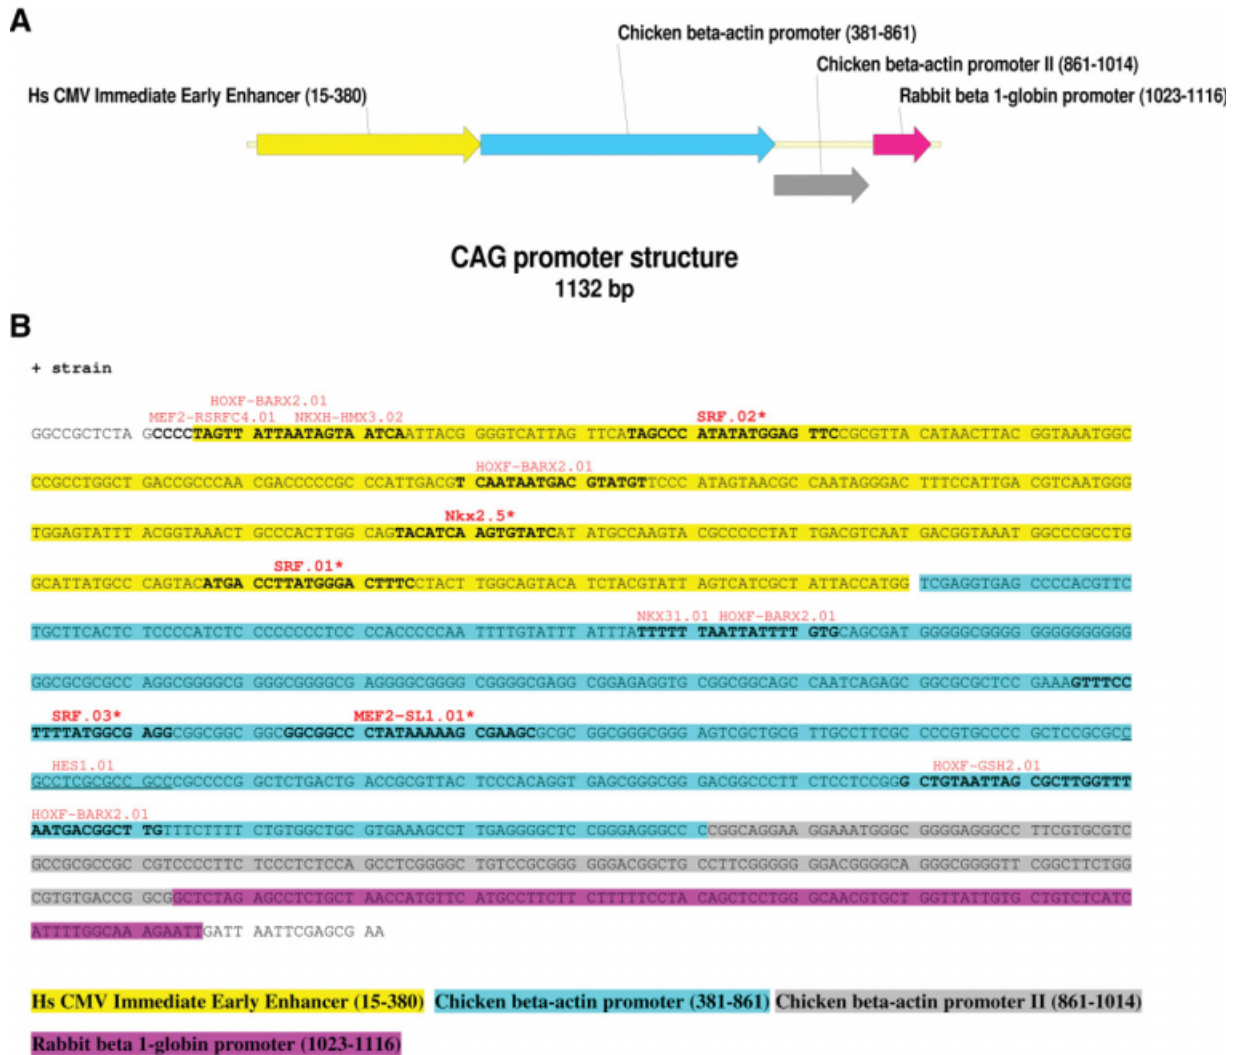 A
Chicken beta-actin promoter (381-861)
Chicken beta-actin promoter II (861-1014)
Hs CMV Immediate Early Enhancer (15-380)
Rabbit beta 1-globin promoter (1023-1116)
CAG promoter structure
1132 bp
B
+ strain
HOXF-BARX2.01
MEF2-RSRFC4.01 NKXH-HMX3.02 SRF.02*
GGCCGCTCTA GCCCCTAGTT ATTAATAGTA ATCAATTACG GGGTCATTAG TTCATAGCCC ATATATGGAG TTCCGCGTTA CATAACTTAC GGTAAATGGC
HOXF-BARX2.01
CCGCCTGGCT GACCGCCCAA CGACCCCCGC CCATTGACGT CAATAATGAC GTATGTTCCC ATAGTAACGC CAATAGGGAC TTTCCATTGA CGTCAATGGG
Nkx2.5*
TGGAGTATTT ACGGTAAACT GCCCACTTGG CAGTACATCA AGTGTATCAT ATGCCAAGTA CGCCCCCTAT TGACGTCAAT GACGGTAAAT GGCCCGCCTG
SRF.01*
GCATTATGCC CAGTACATGA CCTTATGGGA CTTTCCTACT TGGCAGTACA TCTACGTATT AGTCATCGCT ATTACCATGG TCGAGGTGAG CCCCACGTTC
NKX31.01 HOXF-BARX2.01
TGCTTCACTC TCCCCATCTC CCCCCCCTCC CCACCCCCAA TTTTGTATTT ATTTATTTTT TAATTATTTT GTGCAGCGAT GGGGGCGGGG GGGGGGGGGG
GGCGCGCGCC AGGCGGGGCG GGGCGGGGCG AGGGGCGGGG CGGGGCGAGG CGGAGAGGTG CGGCGGCAGC CAATCAGAGC GGCGCGCTCC GAAAGTTTCC
SRF.03* MEF2-SL1.01*
TTTTATGGCG AGGCGGCGGC GGCGGCGGCC CTATAAAAAG CGAAGCGCGC GGCGGGCGGG AGTCGCTGCG TTGCCTTCGC CCCGTGCCCC GCTCCGCGCC
HES1.01 HOXF-GSH2.01
GCCTCGCGCC GCCCGCCCCG GCTCTGACTG ACCGCGTTAC TCCCACAGGT GAGCGGGCGG GACGGCCCTT CTCCTCCGGG CTGTAATTAG CGCTTGGTTT
HOXF-BARX2.01
AATGACGGCT TGTTTCTTTT CTGTGGCTGC GTGAAAGCCT TGAGGGGCTC CGGGAGGGCC CCGGCAGGAA GGAAATGGGC GGGGAGGGCC TTCGTGCGTC
GCCGCGCCGC CGTCCCCTTC TCCCTCTCCA GCCTCGGGGC TGTCCGCGGG GGGACGGCTG CCTTCGGGGG GGACGGGGCA GGGCGGGGTT CGGCTTCTGG
CGTGTGACCG GCGGCTCTAG AGCCTCTGCT AACCATGTTC ATGCCTTCTT CTTTTTCCTA CAGCTCCTGG GCAACGTGCT GGTTATTGTG CTGTCTCATC
ATTTTGGCAA AGAATTGATT AATTCGAGCG AA
Hs CMV Immediate Early Enhancer (15-380) Chicken beta-actin promoter (381-861) Chicken beta-actin promoter II (861-1014)
Rabbit beta 1-globin promoter (1023-1116)